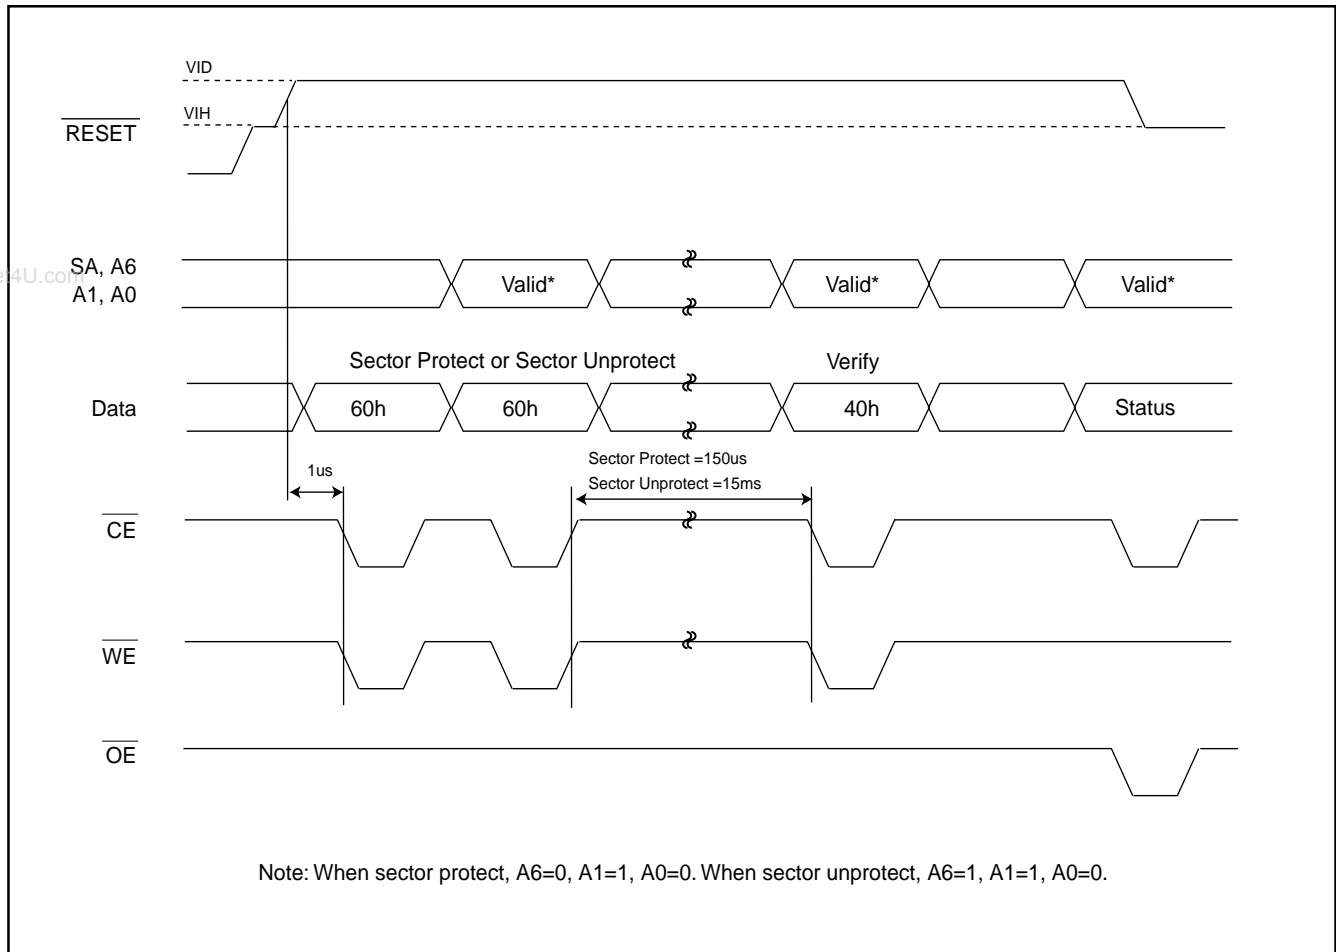 VID
VIH
RESET
et4U.com
SA, A6
A1, A0
Valid*
Valid*
Valid*
Sector Protect or Sector Unprotect
Verify
Data
60h
60h
40h
Status
Sector Protect =150us
1us
Sector Unprotect =15ms
CE
WE
OE
Note: When sector protect, A6=0, A1=1, A0=0. When sector unprotect, A6=1, A1=1, A0=0.